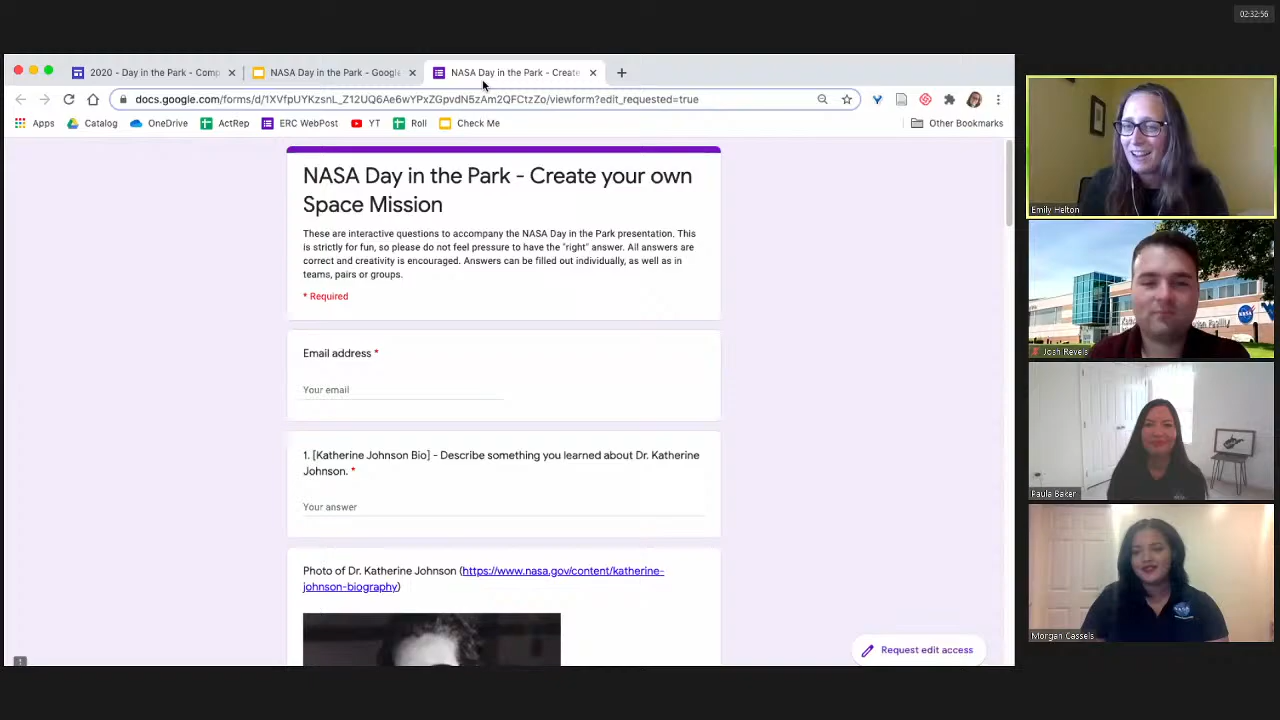 02:32:56
2020 - Day in the Park - Comp
NASA Day in the Park - Google
NASA Day in the Park - Create
docs.google.com/forms/d/1XVfpUYKzsnL_Z12UQ6Ae6wYPxZGpvdN5zAm2QFCtzZo/viewform?edit_requested=true
Apps Catalog OneDrive ActRep ERC WebPost YT Roll Check Me Other Bookmarks
NASA Day in the Park - Create your own
Space Mission
These are interactive questions to accompany the NASA Day in the Park presentation. This
is strictly for fun, so please do not feel pressure to have the "right" answer. All answers are
correct and creativity is encouraged. Answers can be filled out individually, as well as in
teams, pairs or groups.
* Required
Email address *
Your email
1. [Katherine Johnson Bio] - Describe something you learned about Dr. Katherine
Johnson. *
Your answer
Photo of Dr. Katherine Johnson (https://www.nasa.gov/content/katherine-
johnson-biography)
Request edit access
1
Emily Helton
NASA
Josh Revels
Paula Baker
Morgan Cassels